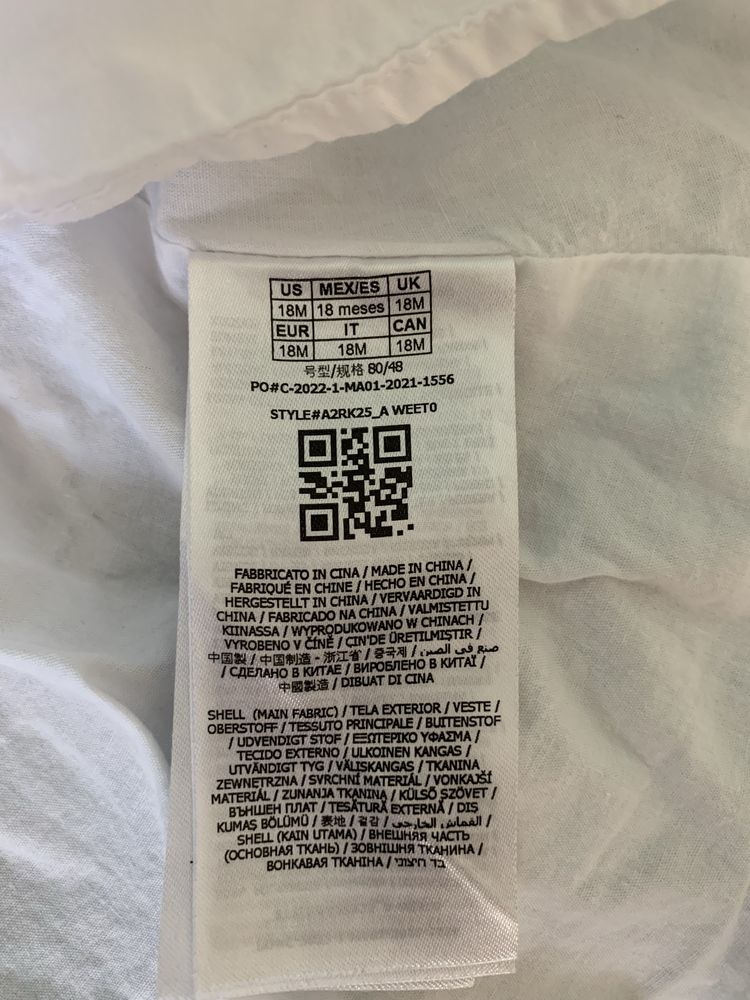 US MEX/ES UK
18M 18 meses 18M
EUR IT CAN
18M 18M 18M
号型/规格 80/48
PO#C-2022-1-MA01-2021-1556
STYLE#A2RK25_A WEET0
FABBRICATO IN CINA / MADE IN CHINA /
FABRIQUÉ EN CHINE / HECHO EN CHINA /
HERGESTELLT IN CHINA / VERVAARDIGD IN
CHINA / FABRICADO NA CHINA / VALMISTETTU
KIINASSA / WYPRODUKOWANO W CHINACH /
VYROBENO V ČÍNĚ / ÇIN'DE ÜRETILMIŞTIR /
中国製 / 中国制造 - 浙江省 / 중국제 / صنع في الصين
/ СДЕЛАНО В КИТАЕ / ВИРОБЛЕНО В КИТАЇ /
中國製造 / DIBUAT DI CINA
SHELL (MAIN FABRIC) / TELA EXTERIOR / VESTE /
OBERSTOFF / TESSUTO PRINCIPALE / BUITENSTOF
/ UDVENDIGT STOF / ΕΞΩΤΕΡΙΚΟ ΥΦΑΣΜΑ /
TECIDO EXTERNO / ULKOINEN KANGAS /
UTVÄNDIGT TYG / VÄLISKANGAS / TKANINA
ZEWNĘTRZNA / SVRCHNÍ MATERIÁL / VONKAJŠÍ
MATERIÁL / ZUNANJA TKANINA / KÜLSŐ SZÖVET /
ВЪНШЕН ПЛАТ / ȚESĂTURĂ EXTERNĂ / DIŞ
KUMAŞ BÖLÜMÜ / 表地 / 겉감 / القماش الخارجي /
SHELL (KAIN UTAMA) / ВНЕШНЯЯ ЧАСТЬ
(ОСНОВНАЯ ТКАНЬ) / ЗОВНІШНЯ ТКАНИНА /
ВОНКАВАЯ ТКАНІНА / בד חיצוני